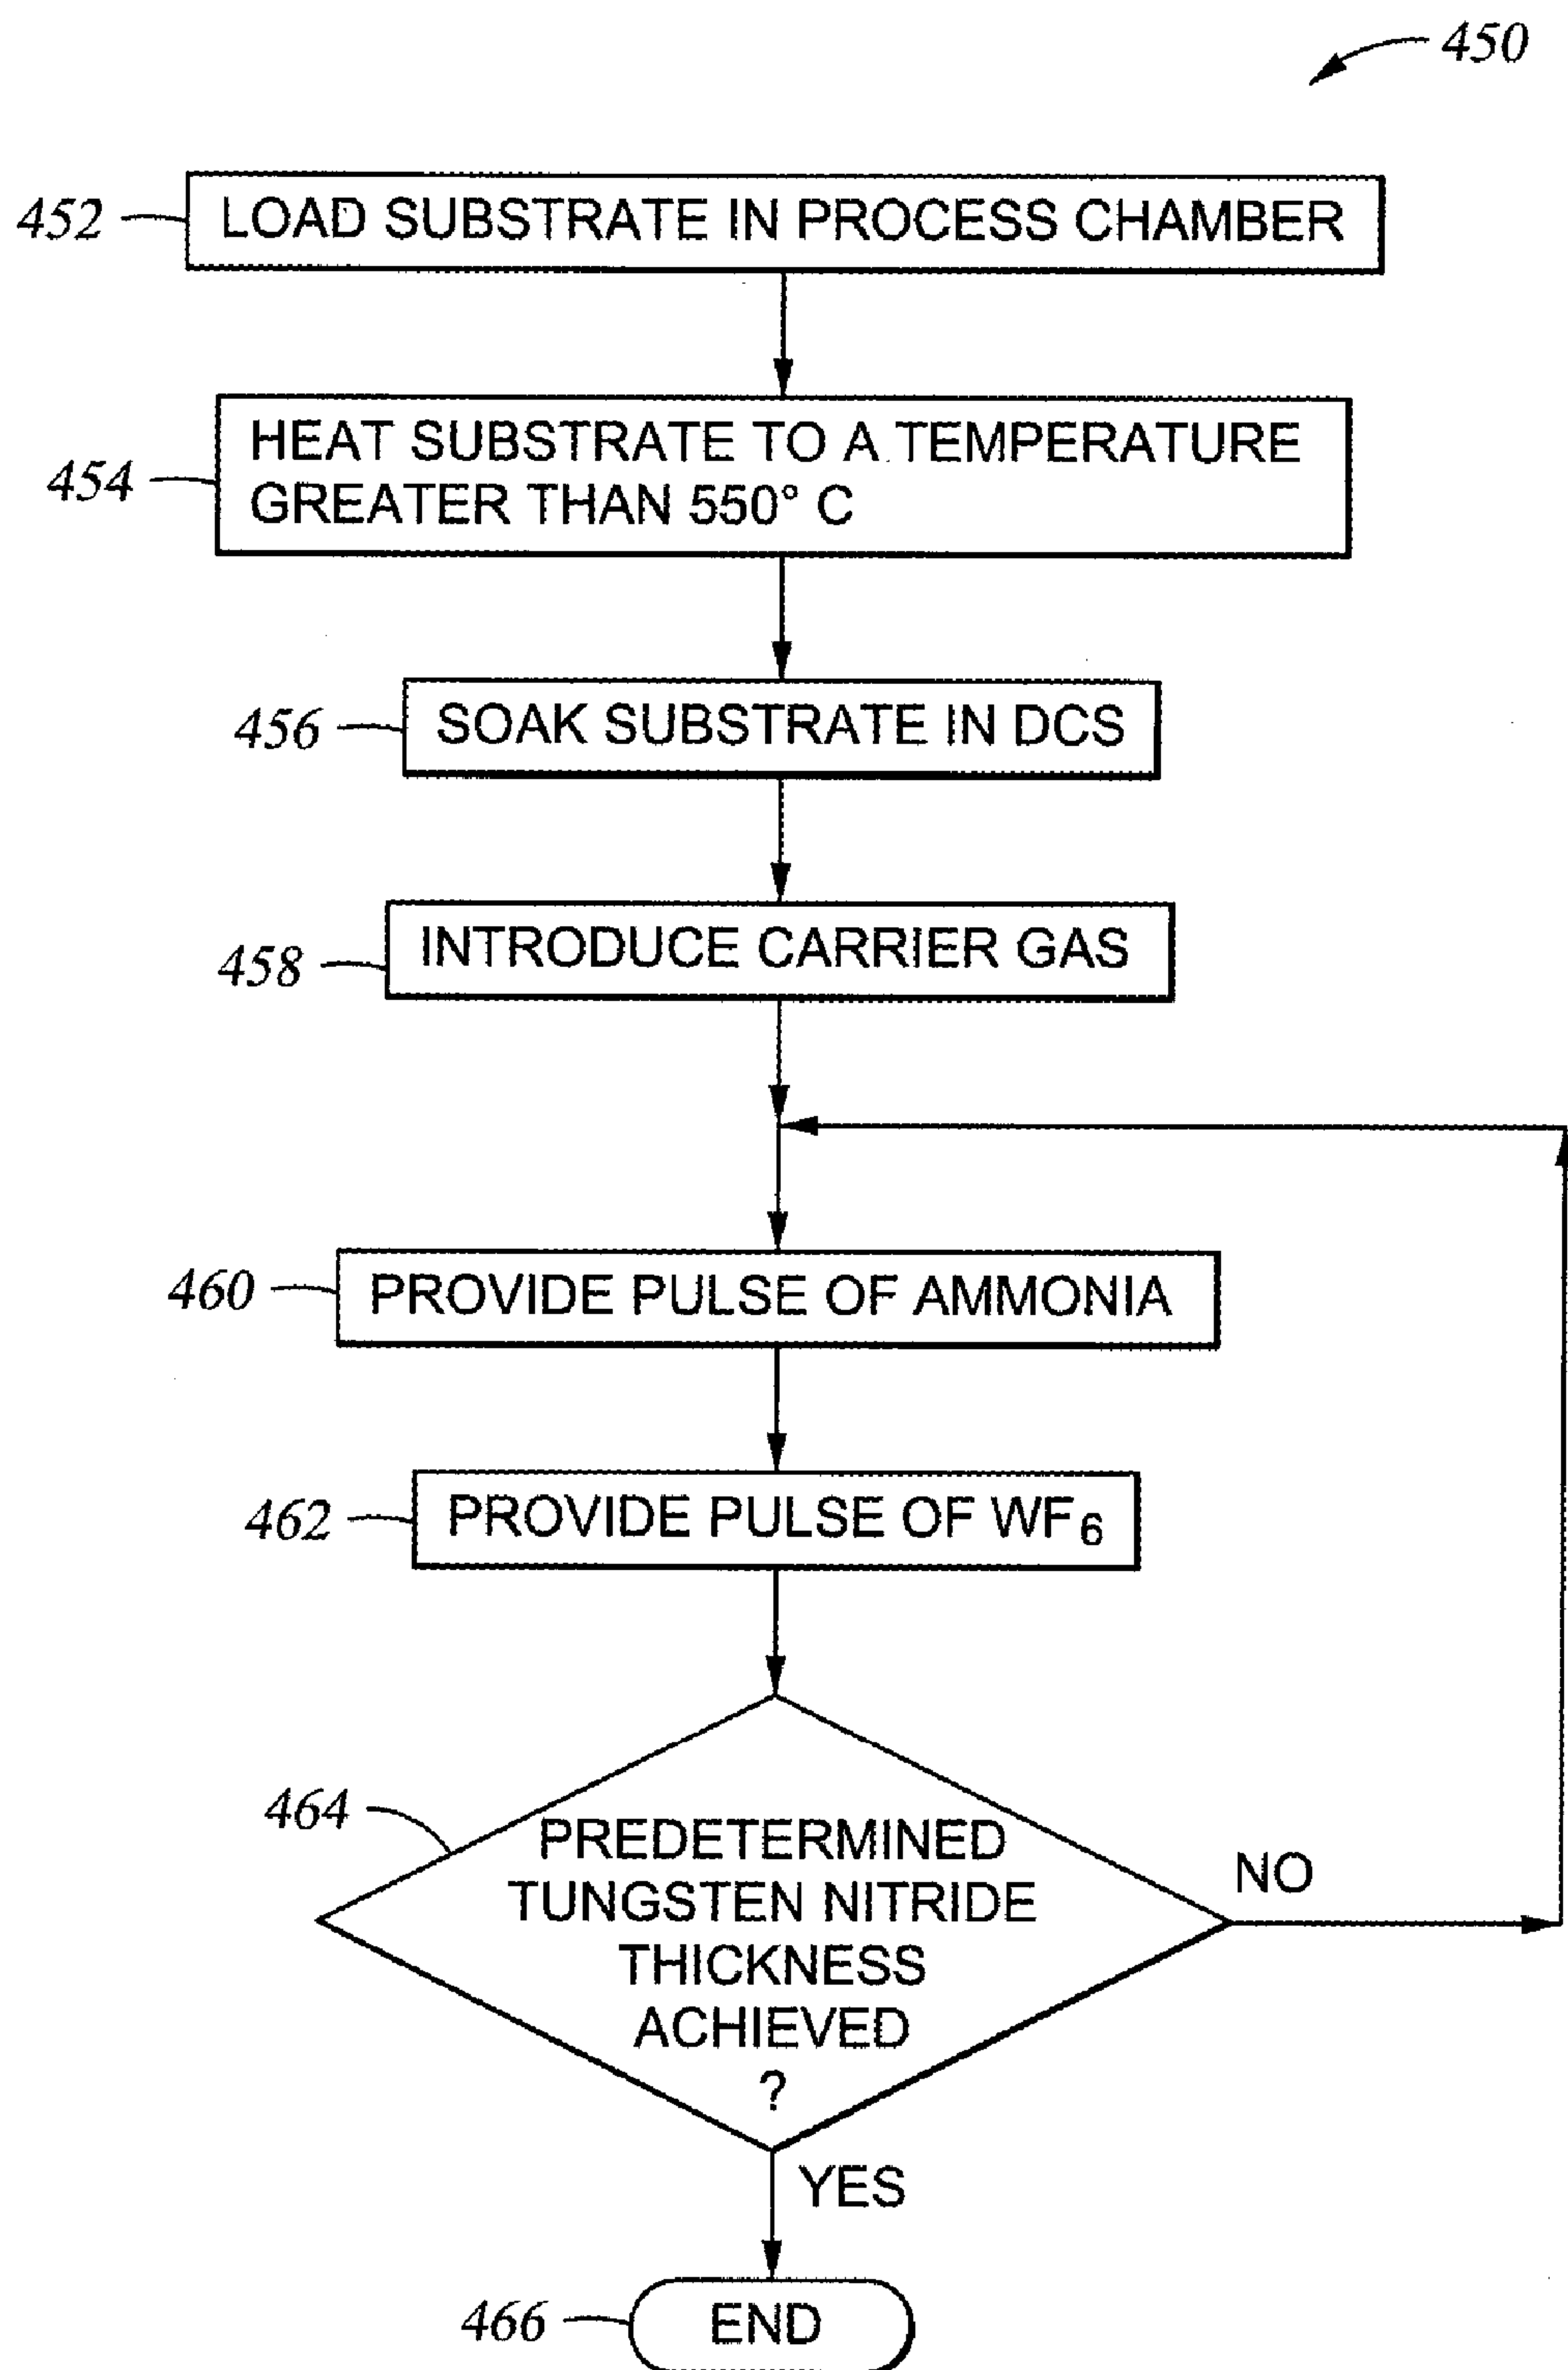 450
452
LOAD SUBSTRATE IN PROCESS CHAMBER
454
HEAT SUBSTRATE TO A TEMPERATURE
GREATER THAN 550° C
456
SOAK SUBSTRATE IN DCS
458
INTRODUCE CARRIER GAS
460
PROVIDE PULSE OF AMMONIA
462
PROVIDE PULSE OF WF₆
464
PREDETERMINED
TUNGSTEN NITRIDE
THICKNESS
ACHIEVED
?
NO
YES
466
END